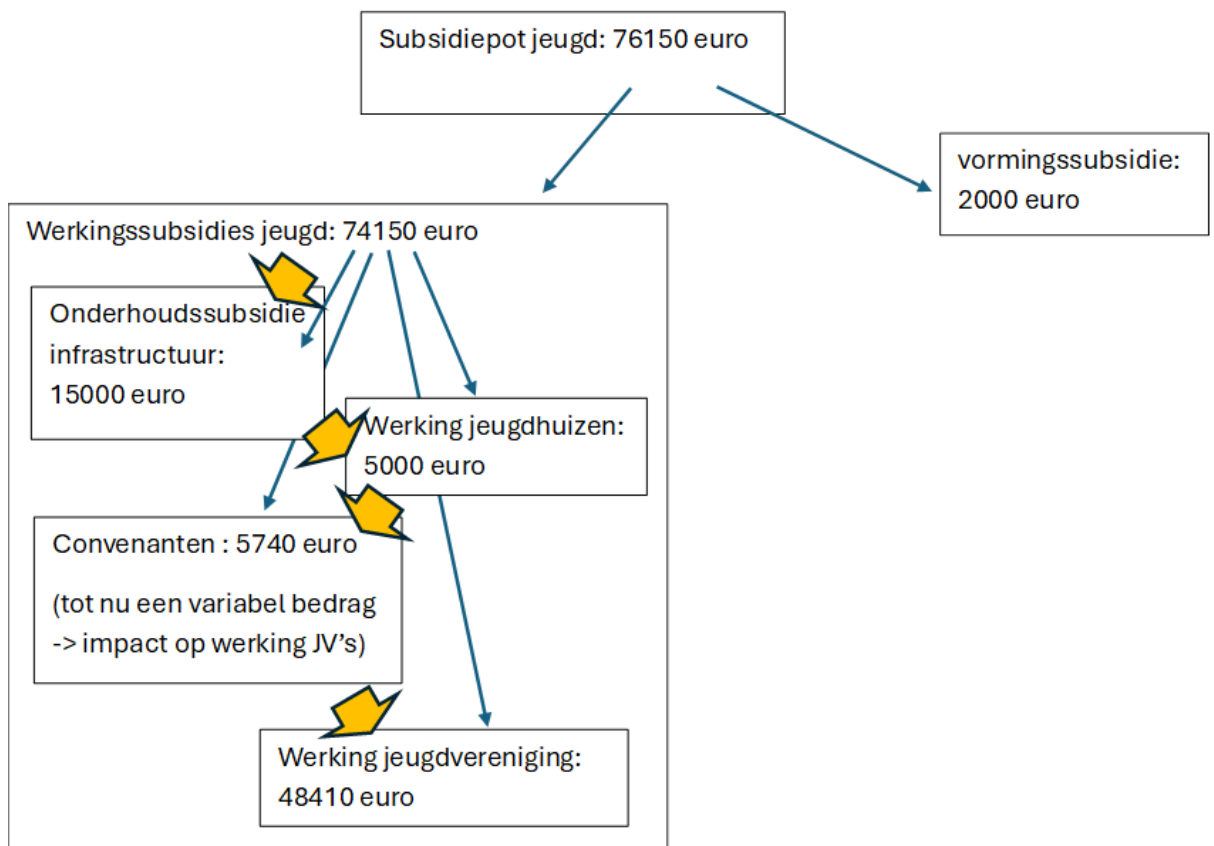 Subsidiepot jeugd: 76150 euro
vormingssubsidie:
2000 euro
Werkingssubsidies jeugd: 74150 euro
Onderhoudssubsidie
infrastructuur:
15000 euro
Werking jeugdhuizen:
5000 euro
Convenanten : 5740 euro
(tot nu een variabel bedrag
-> impact op werking JV’s)
Werking jeugdvereniging:
48410 euro